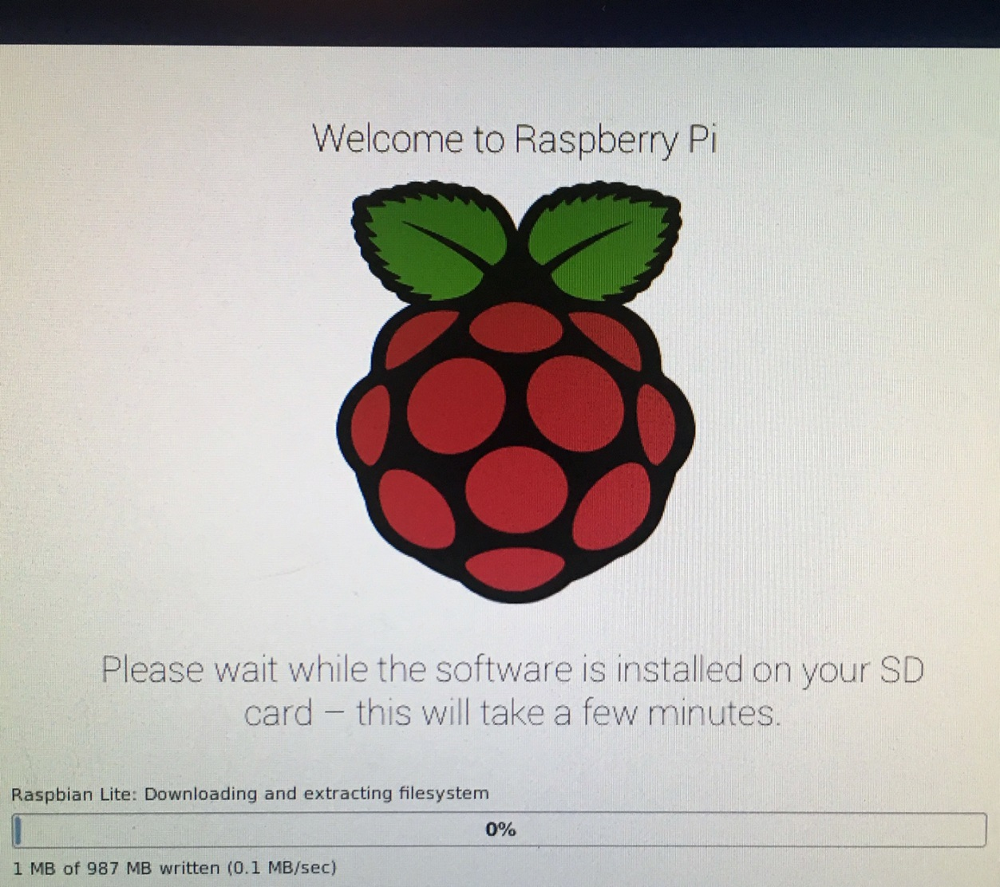 Welcome to Raspberry Pi
Please wait while the software is installed on your SD
card – this will take a few minutes.
Raspbian Lite: Downloading and extracting filesystem
0%
1 MB of 987 MB written (0.1 MB/sec)